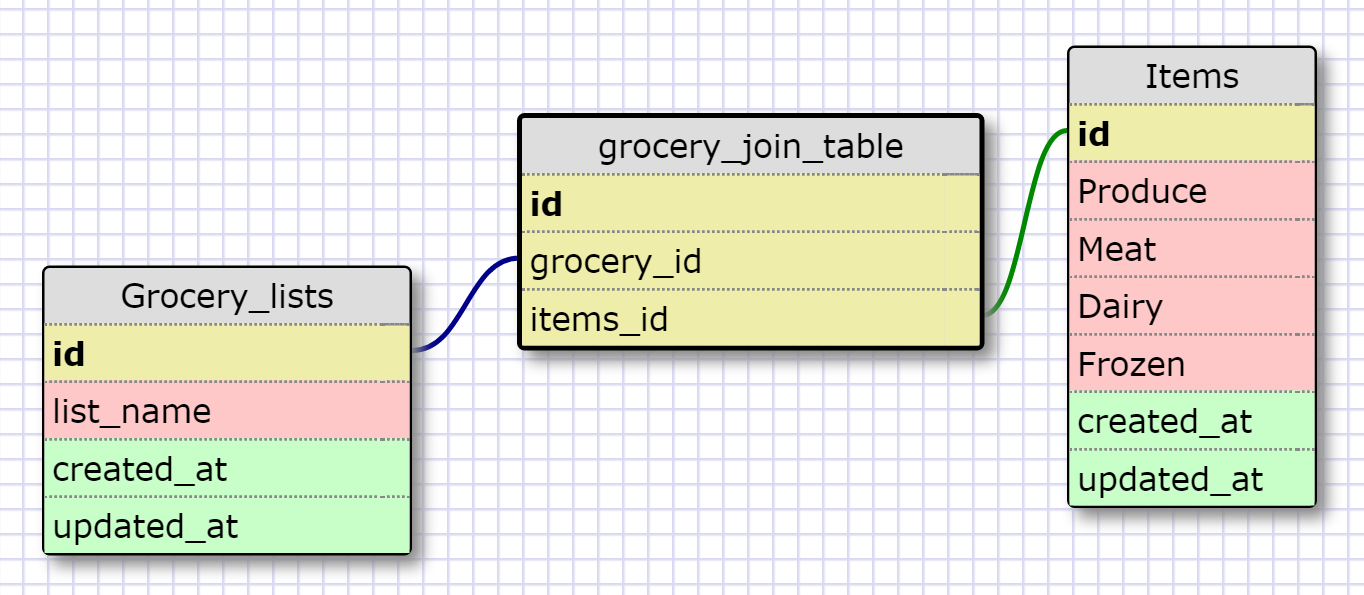 Grocery_lists
id
list_name
created_at
updated_at
grocery_join_table
id
grocery_id
items_id
Items
id
Produce
Meat
Dairy
Frozen
created_at
updated_at